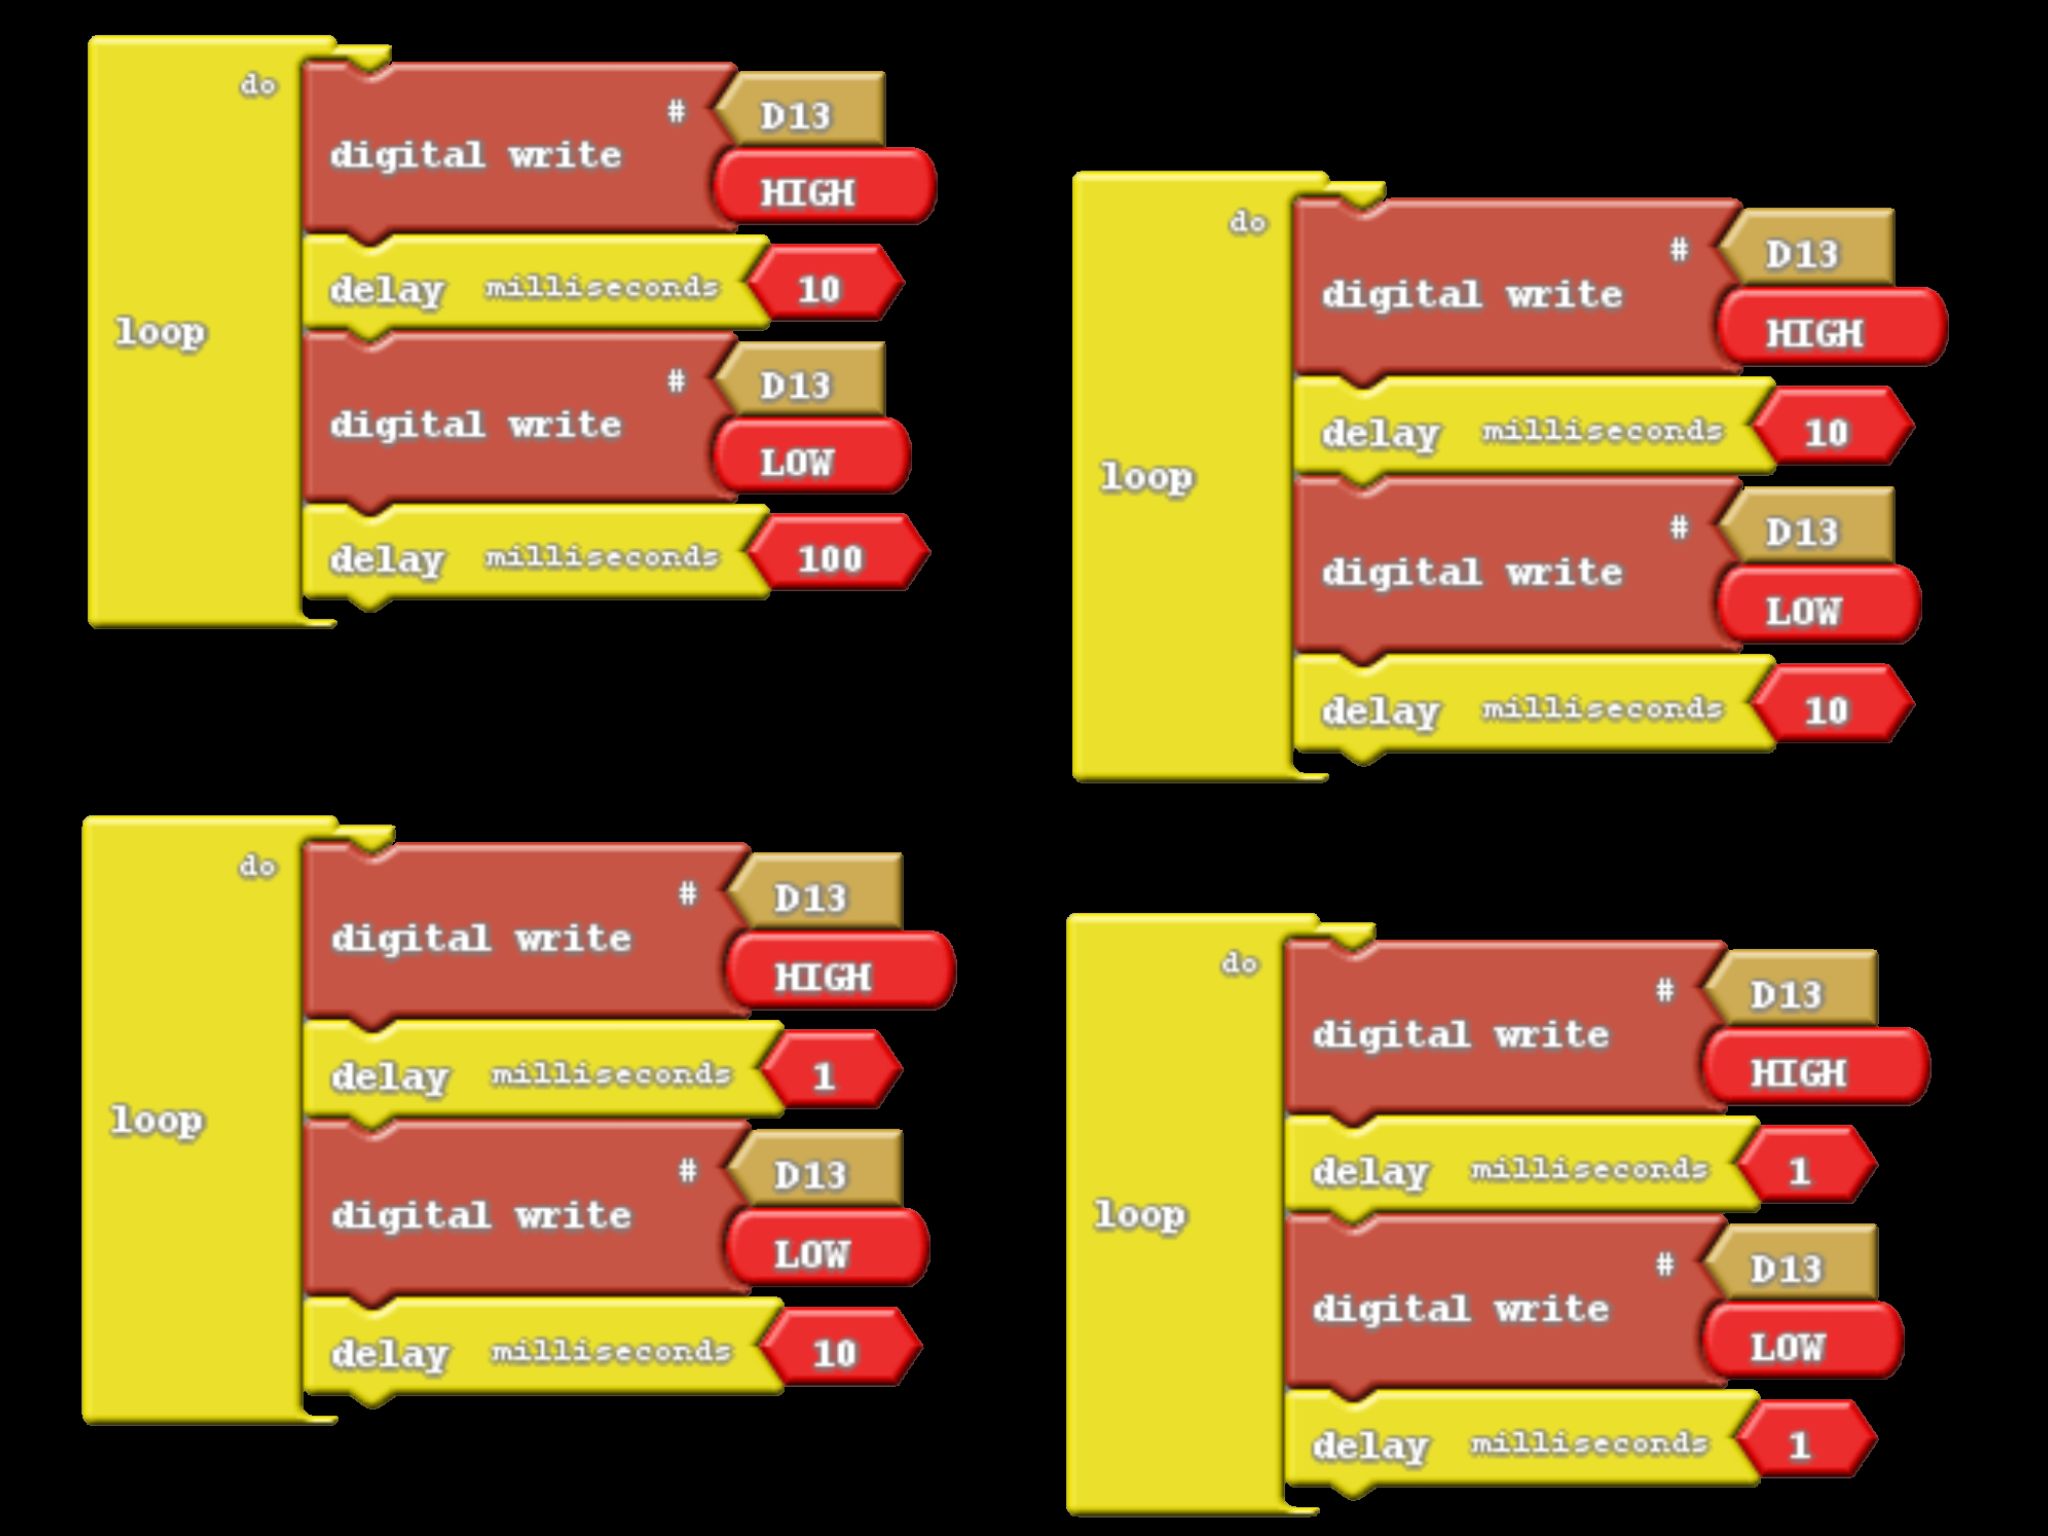 do
# D13
digital write
HIGH
delay milliseconds 10
loop
# D13
digital write
LOW
delay milliseconds 100
do
# D13
digital write
HIGH
delay milliseconds 10
loop
# D13
digital write
LOW
delay milliseconds 10
do
# D13
digital write
HIGH
delay milliseconds 1
loop
# D13
digital write
LOW
delay milliseconds 10
do
# D13
digital write
HIGH
delay milliseconds 1
loop
# D13
digital write
LOW
delay milliseconds 1